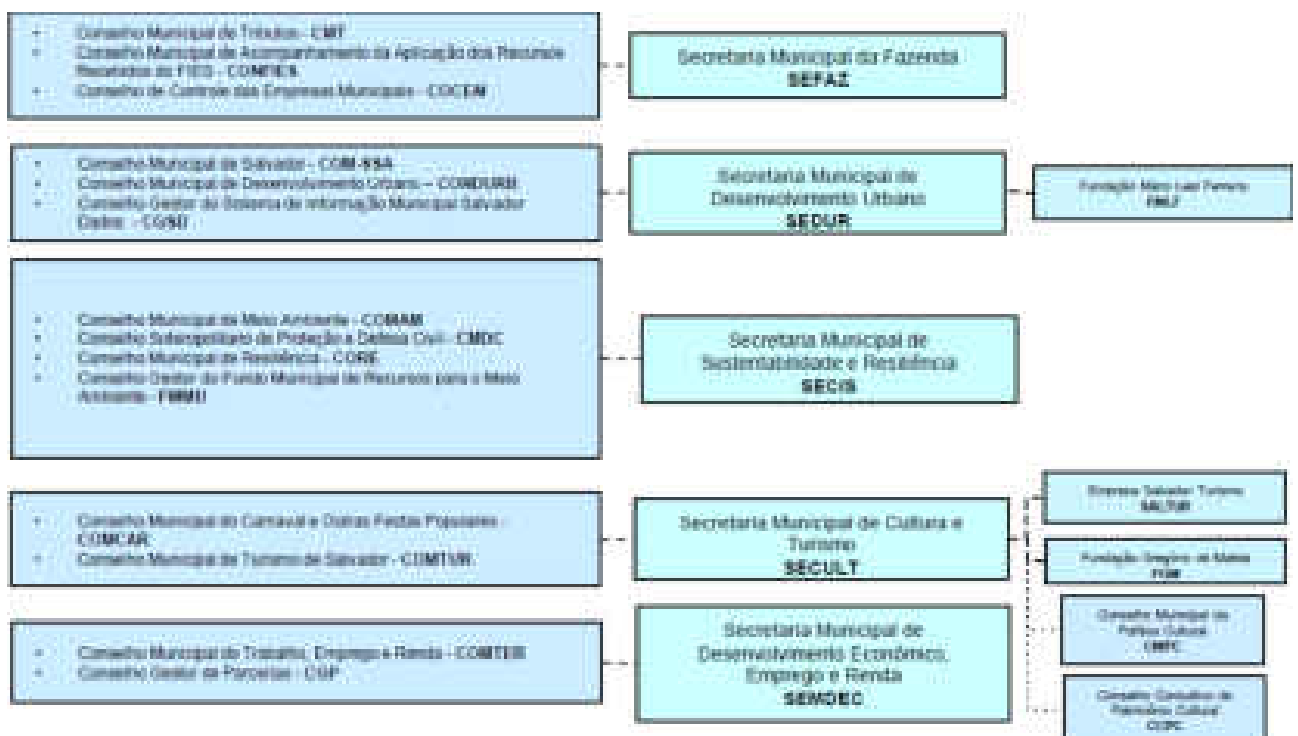 Conselho Municipal de Tributos - CMT
Conselho Municipal de Acompanhamento da Aplicação dos Recursos
Recebidos do
Conselho de Controle das Empresas Municipais - COCEM
Secretaria Municipal da Fazenda
SEFAZ
Conselho Municipal de Salvador - COM-SSA
Conselho Municipal de Desenvolvimento Urbano – CONDURB
Conselho Gestor do Sistema de Informação Municipal Salvador
Dados - CGSD
Secretaria Municipal de
Desenvolvimento Urbano
SEDUR
Fundação Mário Leal Ferreira
FMLF
Conselho Municipal de Meio Ambiente - COMAM
Conselho Soteropolitano de Proteção e Defesa Civil - CMDC
Conselho Municipal de Resiliência - CORE
Conselho Gestor do Fundo Municipal de Recursos para o Meio
Ambiente -
Secretaria Municipal de
Sustentabilidade e Resiliência
SECIS
Conselho Municipal do Carnaval e Outras Festas Populares -
COMCAR
Conselho Municipal de Turismo de Salvador - COMTUR
Secretaria Municipal de Cultura e
Turismo
SECULT
Empresa Salvador Turismo
SALTUR
Fundação Gregório de Mattos
FGM
Conselho Municipal de
Política Cultural
CMPC
Conselho Consultivo do
Patrimônio Cultural
Conselho Municipal do Trabalho, Emprego e Renda - COMTER
Conselho Gestor de Parcerias - CGP
Secretaria Municipal de
Desenvolvimento Econômico,
Emprego e Renda
SEMDEC